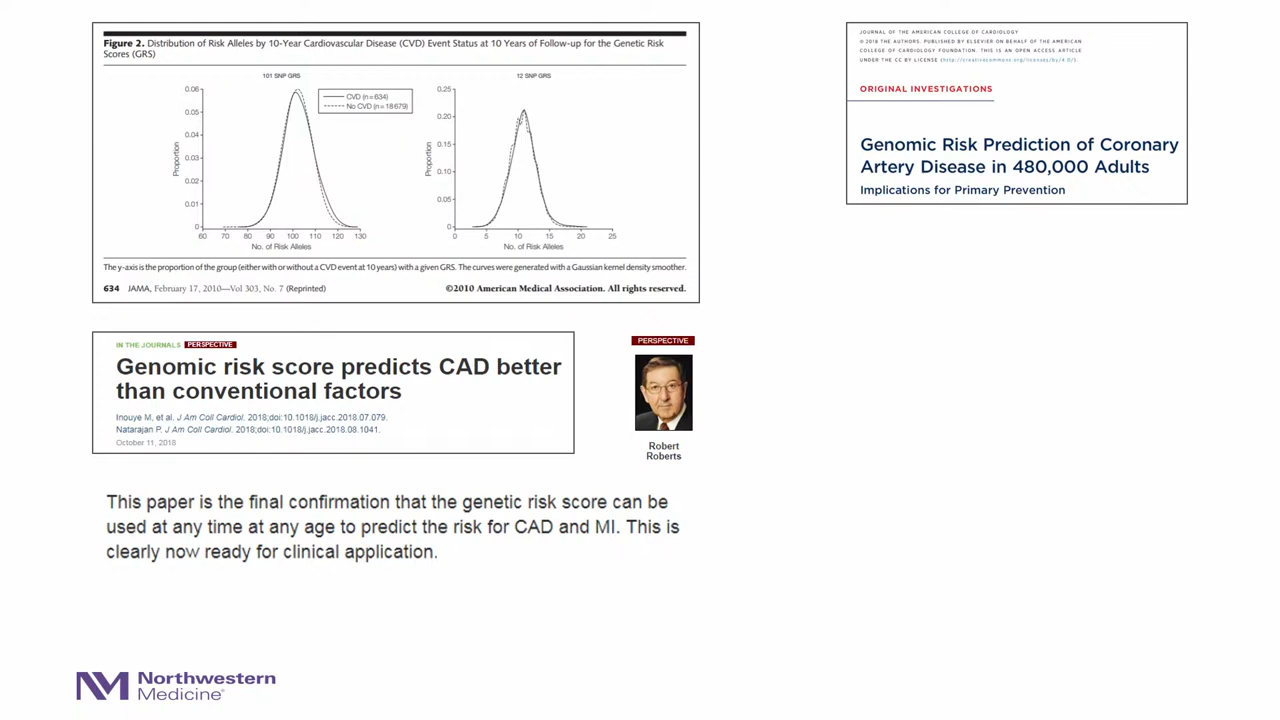 Figure 2. Distribution of Risk Alleles by 10-Year Cardiovascular Disease (CVD) Event Status at 10 Years of Follow-up for the Genetic Risk
Scores (GRS)
101 SNP GRS
0.06
0.05
0.04
0.03
0.02
0.01
0
Proportion
CVD (n=634)
No CVD (n=18679)
60 70 80 90 100 110 120 130
No. of Risk Alleles
12 SNP GRS
0.25
0.20
0.15
0.10
0.05
0
Proportion
0 5 10 15 20 25
No. of Risk Alleles
The y-axis is the proportion of the group (either with or without a CVD event at 10 years) with a given GRS. The curves were generated with a Gaussian kernel density smoother.
634 JAMA, February 17, 2010—Vol 303, No. 7 (Reprinted) ©2010 American Medical Association. All rights reserved.
JOURNAL OF THE AMERICAN COLLEGE OF CARDIOLOGY
© 2018 THE AUTHORS. PUBLISHED BY ELSEVIER ON BEHALF OF THE AMERICAN
COLLEGE OF CARDIOLOGY FOUNDATION. THIS IS AN OPEN ACCESS ARTICLE
UNDER THE CC BY LICENSE (http://creativecommons.org/licenses/by/4.0/).
ORIGINAL INVESTIGATIONS
Genomic Risk Prediction of Coronary
Artery Disease in 480,000 Adults
Implications for Primary Prevention
IN THE JOURNALS PERSPECTIVE
Genomic risk score predicts CAD better
than conventional factors
Inouye M, et al. J Am Coll Cardiol. 2018;doi:10.1018/j.jacc.2018.07.079.
Natarajan P. J Am Coll Cardiol. 2018;doi:10.1018/j.jacc.2018.08.1041.
October 11, 2018
PERSPECTIVE
Robert
Roberts
This paper is the final confirmation that the genetic risk score can be
used at any time at any age to predict the risk for CAD and MI. This is
clearly now ready for clinical application.
NM Northwestern
Medicine®